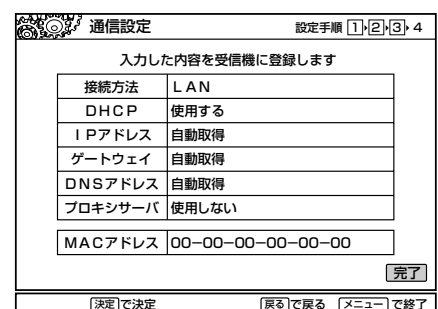 通信設定 設定手順 1 2 3 4
入力した内容を受信機に登録します
接続方法 LAN
DHCP 使用する
IPアドレス 自動取得
ゲートウェイ 自動取得
DNSアドレス 自動取得
プロキシサーバ 使用しない
MACアドレス 00-00-00-00-00-00
完了
決定で決定 戻るで戻る メニューで終了